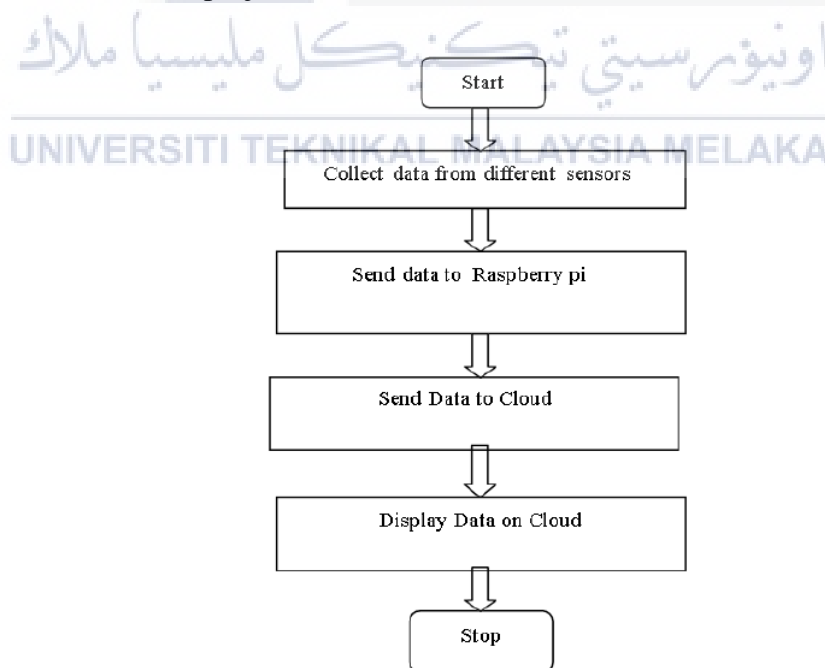 اونيۏرسيتي تيكنيكل مليسيا ملاك
Start
UNIVERSITI TEKNIKAL MALAYSIA MELAKA
Collect data from different sensors
Send data to Raspberry pi
Send Data to Cloud
Display Data on Cloud
Stop